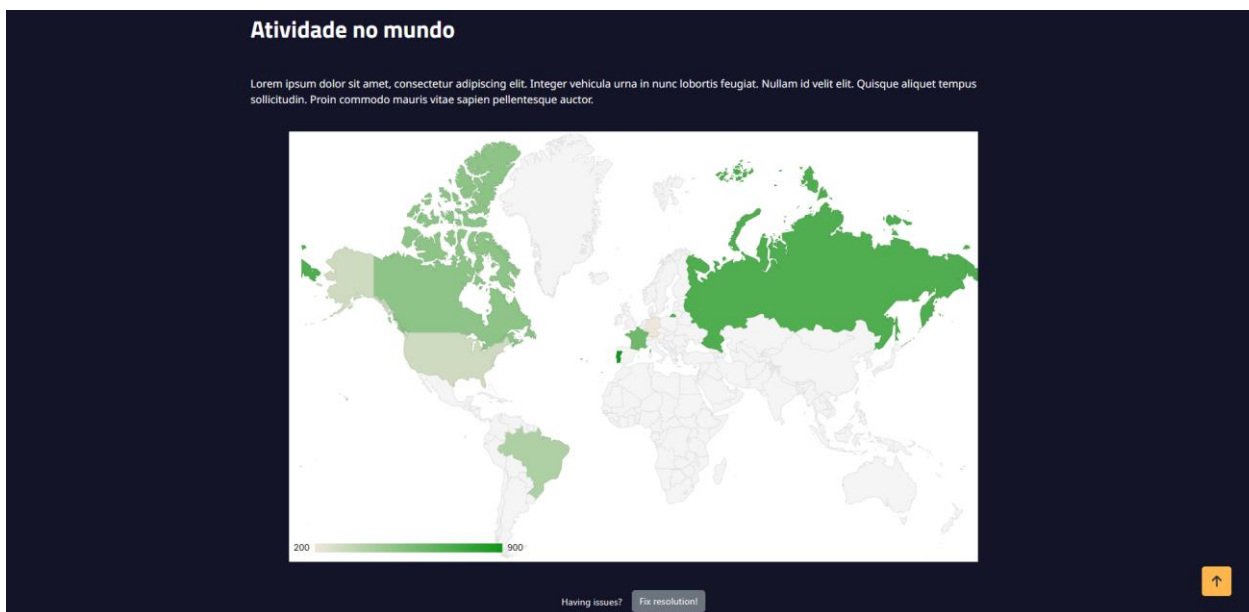 Atividade no mundo
Lorem ipsum dolor sit amet, consectetur adipiscing elit. Integer vehicula urna in nunc lobortis feugiat. Nullam id velit elit. Quisque aliquet tempus
sollicitudin. Proin commodo mauris vitae sapien pellentesque auctor.
200 900
Having issues? Fix resolution!